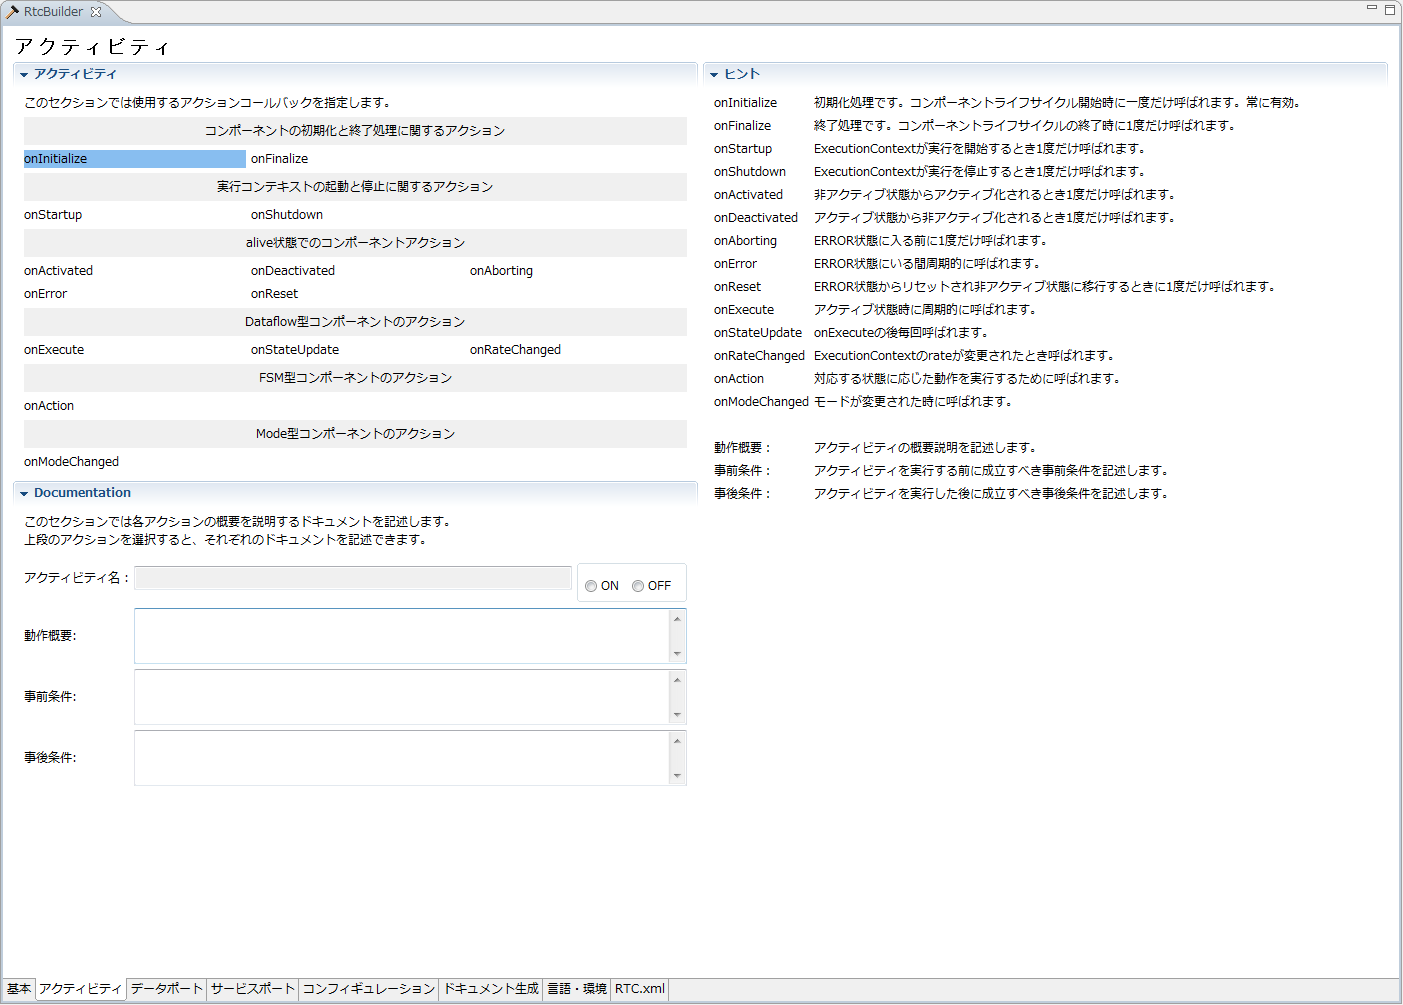 RtcBuilder
アクティビティ
アクティビティ
このセクションでは使用するアクションコールバックを指定します。
コンポーネントの初期化と終了処理に関するアクション
onInitialize onFinalize
実行コンテキストの起動と停止に関するアクション
onStartup onShutdown
alive状態でのコンポーネントアクション
onActivated onDeactivated onAborting
onError onReset
Dataflow型コンポーネントのアクション
onExecute onStateUpdate onRateChanged
FSM型コンポーネントのアクション
onAction
Mode型コンポーネントのアクション
onModeChanged
Documentation
このセクションでは各アクションの概要を説明するドキュメントを記述します。
上段のアクションを選択すると、それぞれのドキュメントを記述できます。
アクティビティ名：
ON OFF
動作概要:
事前条件:
事後条件:
ヒント
onInitialize 初期化処理です。コンポーネントライフサイクル開始時に一度だけ呼ばれます。常に有効。
onFinalize 終了処理です。コンポーネントライフサイクルの終了時に1度だけ呼ばれます。
onStartup ExecutionContextが実行を開始するとき1度だけ呼ばれます。
onShutdown ExecutionContextが実行を停止するとき1度だけ呼ばれます。
onActivated 非アクティブ状態からアクティブ化されるとき1度だけ呼ばれます。
onDeactivated アクティブ状態から非アクティブ化されるとき1度だけ呼ばれます。
onAborting ERROR状態に入る前に1度だけ呼ばれます。
onError ERROR状態にいる間周期的に呼ばれます。
onReset ERROR状態からリセットされ非アクティブ状態に移行するときに1度だけ呼ばれます。
onExecute アクティブ状態時に周期的に呼ばれます。
onStateUpdate onExecuteの後毎回呼ばれます。
onRateChanged ExecutionContextのrateが変更されたとき呼ばれます。
onAction 対応する状態に応じた動作を実行するために呼ばれます。
onModeChanged モードが変更された時に呼ばれます。
動作概要： アクティビティの概要説明を記述します。
事前条件： アクティビティを実行する前に成立すべき事前条件を記述します。
事後条件： アクティビティを実行した後に成立すべき事後条件を記述します。
基本 アクティビティ データポート サービスポート コンフィギュレーション ドキュメント生成 言語・環境 RTC.xml